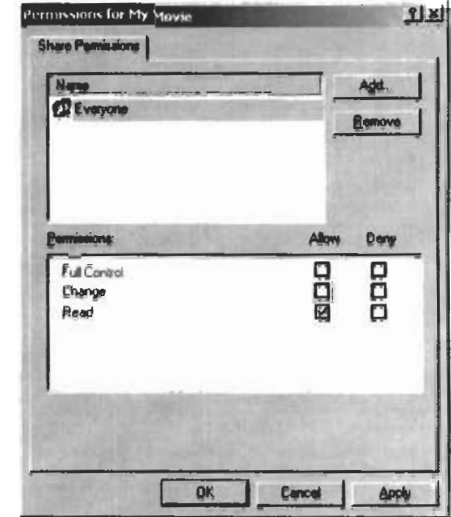 Permissions for My Movie
Share Permissions
Name
Add...
Everyone
Remove
Permissions: Allow Deny
Full Control
Change
Read
OK Cancel Apply